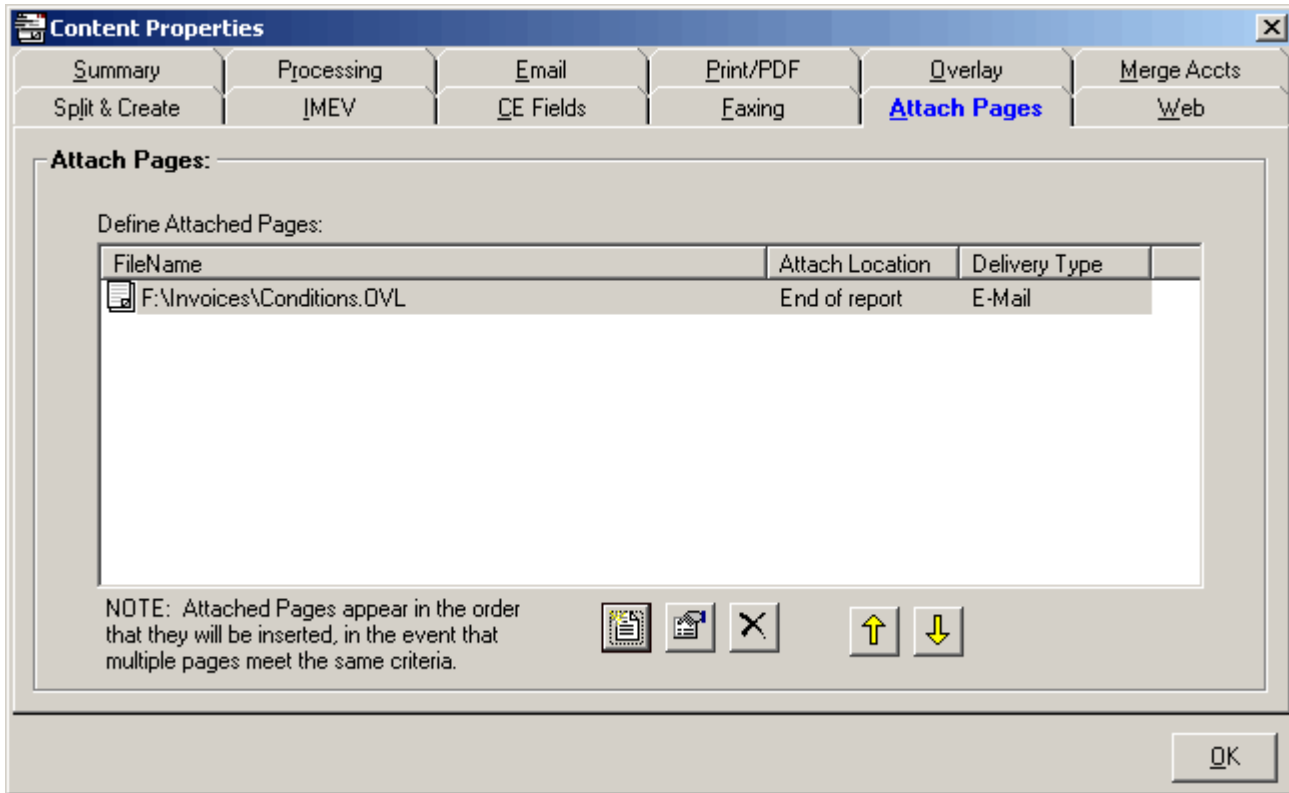 Content Properties
Summary Processing Email Print/PDF Overlay Merge Accts
Split & Create IMEV CE Fields Faxing Attach Pages Web
Attach Pages:
Define Attached Pages:
FileName Attach Location Delivery Type
F:\Invoices\Conditions.OVL End of report E-Mail
NOTE: Attached Pages appear in the order
that they will be inserted, in the event that
multiple pages meet the same criteria.
OK